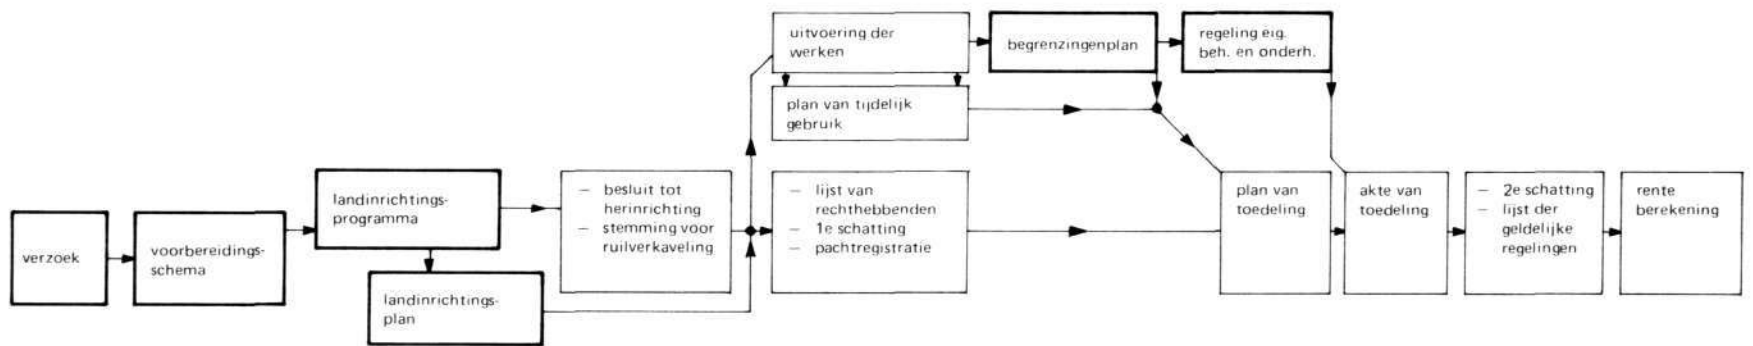 verzoek
voorbereidings-
schema
landinrichtings-
programma
landinrichtings-
plan
– besluit tot
herinrichting
– stemming voor
ruilverkaveling
uitvoering der
werken
plan van tijdelijk
gebruik
– lijst van
rechthebbenden
– 1e schatting
– pachtregistratie
begrenzingenplan
regeling eig.
beh. en onderh.
plan van
toedeling
akte van
toedeling
– 2e schatting
– lijst der
geldelijke
regelingen
rente
berekening